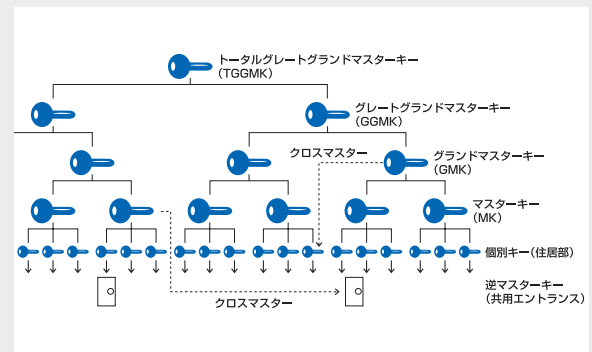 トータルグレートグランドマスターキー
(TGGMK)
グレートグランドマスターキー
(GGMK)
クロスマスター
グランドマスターキー
(GMK)
マスターキー
(MK)
個別キー(住居部)
クロスマスター
逆マスターキー
(共用エントランス)